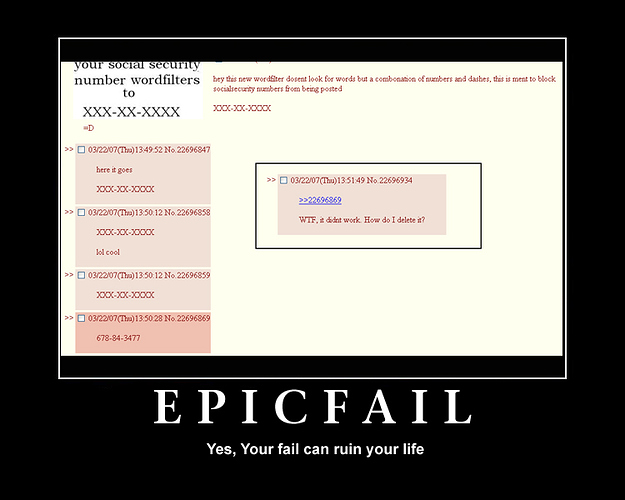 your social security
number wordfilters
to
XXX-XX-XXXX
=D
hey this new wordfilter dosent look for words but a combonation of numbers and dashes, this is ment to block
socialsecurity numbers from being posted
XXX-XX-XXXX
>> 03/22/07(Thu)13:49:52 No.22696847
here it goes
XXX-XX-XXXX
>> 03/22/07(Thu)13:50:12 No.22696858
XXX-XX-XXXX
lol cool
>> 03/22/07(Thu)13:50:12 No.22696859
XXX-XX-XXXX
>> 03/22/07(Thu)13:50:28 No.22696869
678-84-3477
>> 03/22/07(Thu)13:51:49 No.22696934
>>22696869
WTF, it didnt work. How do I delete it?
EPICFAIL
Yes, Your fail can ruin your life